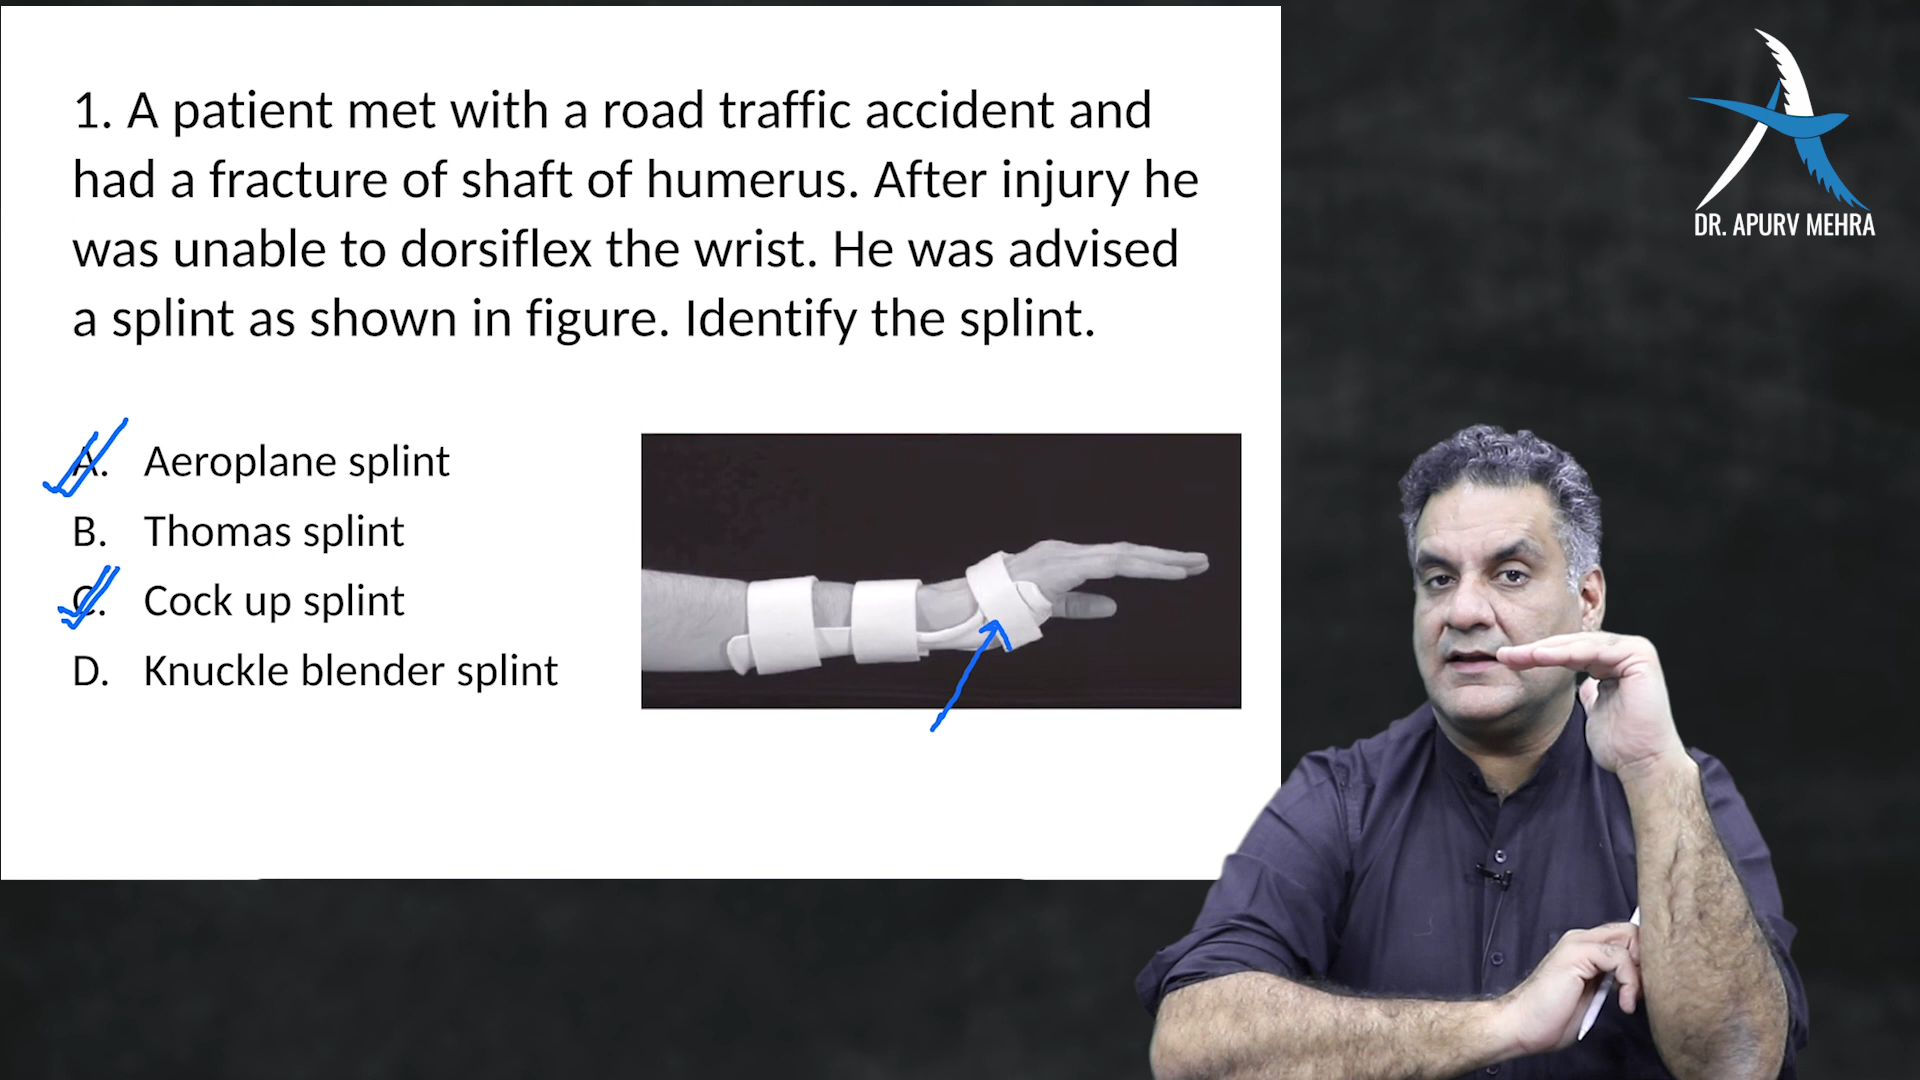 1. A patient met with a road traffic accident and
had a fracture of shaft of humerus. After injury he
was unable to dorsiflex the wrist. He was advised
a splint as shown in figure. Identify the splint.
A. Aeroplane splint
B. Thomas splint
C. Cock up splint
D. Knuckle blender splint
DR. APURV MEHRA